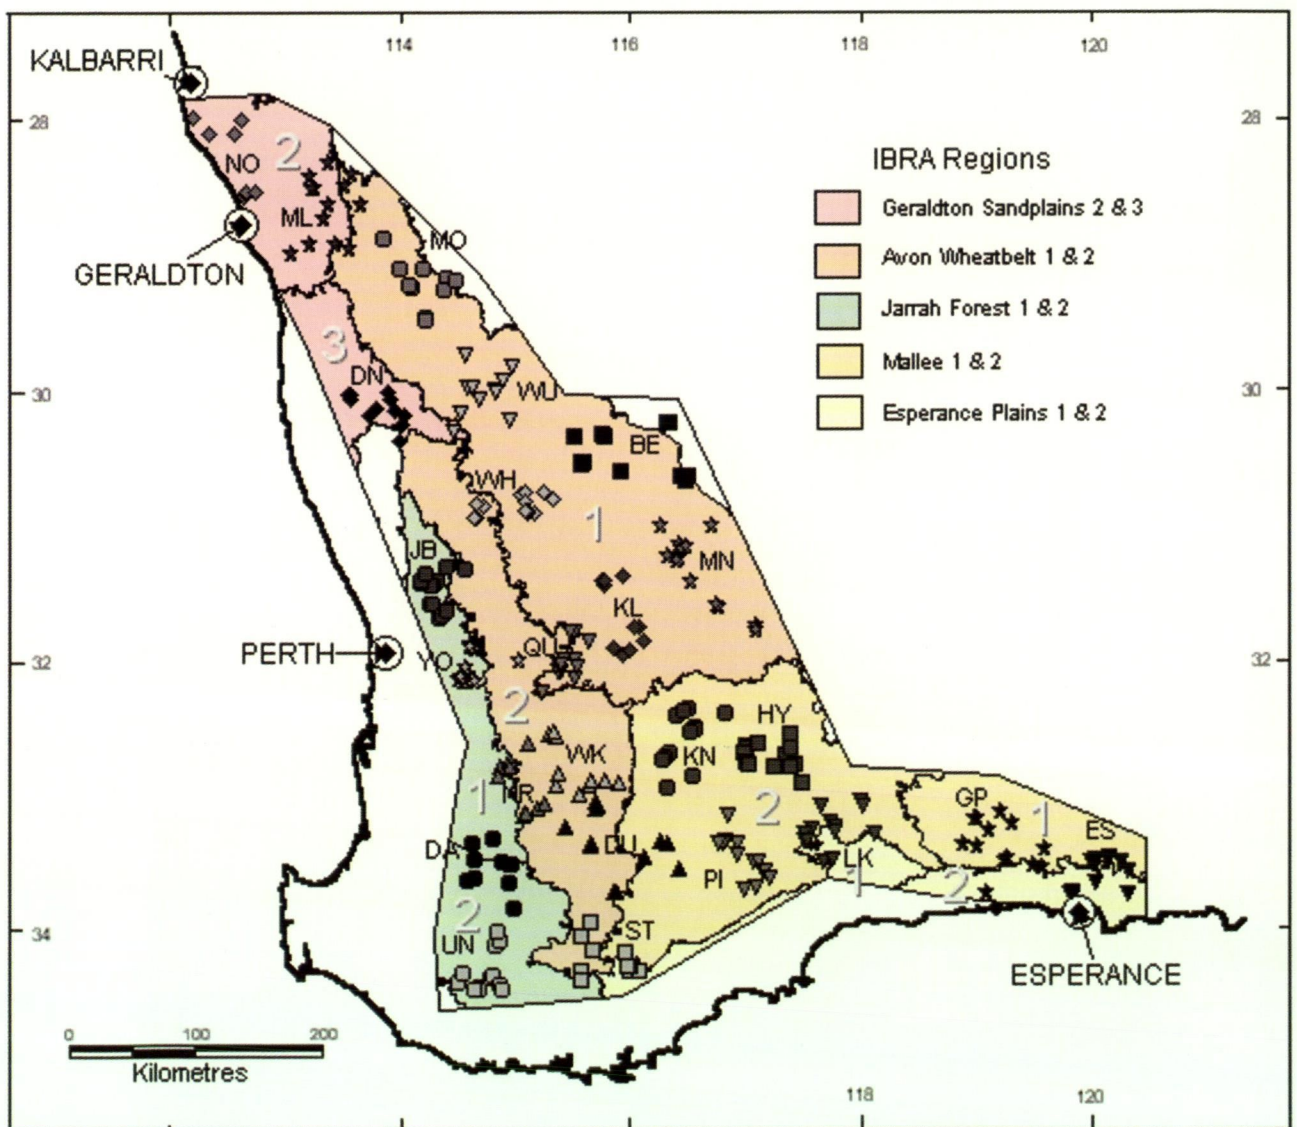 114 116 118 120
KALBARRI
28 28
2
NO
IBRA Regions
Geraldton Sandplains 2 & 3
ML
MO
Avon Wheatbelt 1 & 2
GERALDTON
Jarrah Forest 1 & 2
3
Mallee 1 & 2
DN
30 WU 30
Esperance Plains 1 & 2
BE
WH
1
JB
MN
KL
PERTH
QU
32 YO 32
2
HY
WK KN
1 NR
2
GP 1
ES
DA DU
LK
PI 1 2
2
34 UN ST
ESPERANCE
0 100 200
Kilometres
118 120